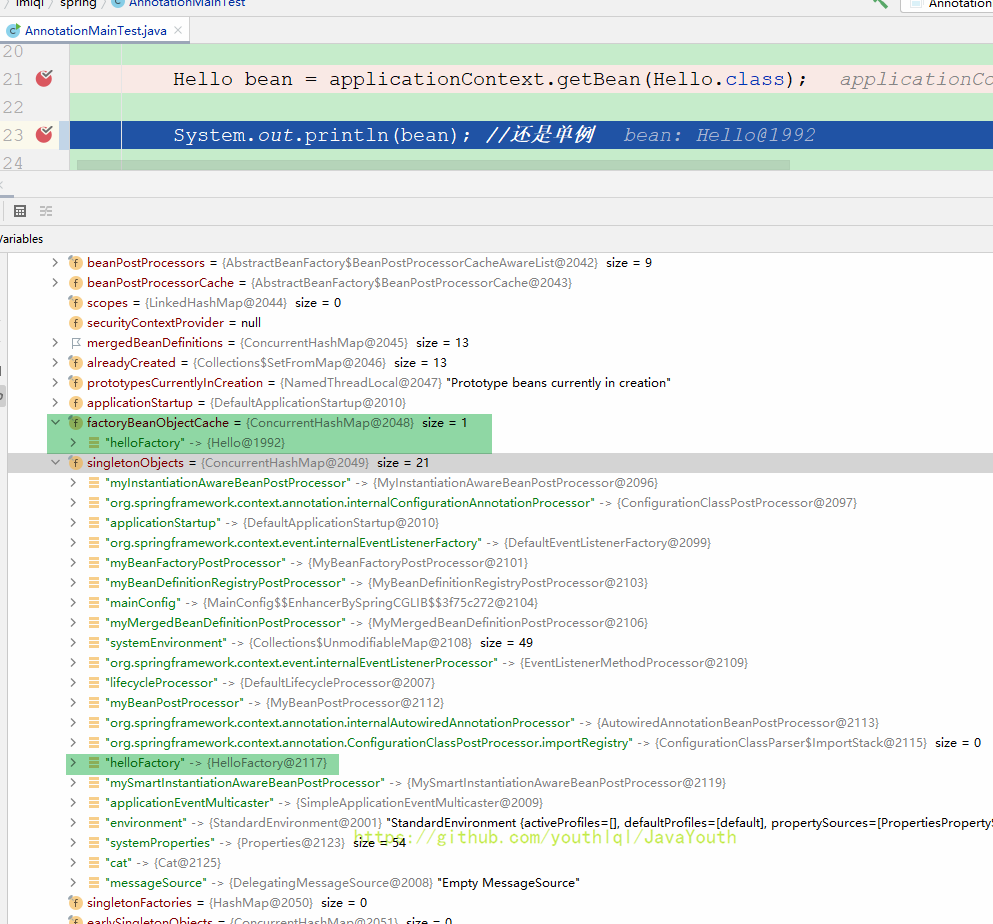 imiqi / spring / AnnotationMainTest
Annotation
AnnotationMainTest.java
20
21 Hello bean = applicationContext.getBean(Hello.class); applicationCo
22
23 System.out.println(bean); //还是单例 bean: Hello@1992
24
Variables
beanPostProcessors = {AbstractBeanFactory$BeanPostProcessorCacheAwareList@2042} size = 9
beanPostProcessorCache = {AbstractBeanFactory$BeanPostProcessorCache@2043}
scopes = {LinkedHashMap@2044} size = 0
securityContextProvider = null
mergedBeanDefinitions = {ConcurrentHashMap@2045} size = 13
alreadyCreated = {Collections$SetFromMap@2046} size = 13
prototypesCurrentlyInCreation = {NamedThreadLocal@2047} "Prototype beans currently in creation"
applicationStartup = {DefaultApplicationStartup@2010}
factoryBeanObjectCache = {ConcurrentHashMap@2048} size = 1
"helloFactory" -> {Hello@1992}
singletonObjects = {ConcurrentHashMap@2049} size = 21
"myInstantiationAwareBeanPostProcessor" -> {MyInstantiationAwareBeanPostProcessor@2096}
"org.springframework.context.annotation.internalConfigurationAnnotationProcessor" -> {ConfigurationClassPostProcessor@2097}
"applicationStartup" -> {DefaultApplicationStartup@2010}
"org.springframework.context.event.internalEventListenerFactory" -> {DefaultEventListenerFactory@2099}
"myBeanFactoryPostProcessor" -> {MyBeanFactoryPostProcessor@2101}
"myBeanDefinitionRegistryPostProcessor" -> {MyBeanDefinitionRegistryPostProcessor@2103}
"mainConfig" -> {MainConfig$$EnhancerBySpringCGLIB$$3f75c272@2104}
"myMergedBeanDefinitionPostProcessor" -> {MyMergedBeanDefinitionPostProcessor@2106}
"systemEnvironment" -> {Collections$UnmodifiableMap@2108} size = 49
"org.springframework.context.event.internalEventListenerProcessor" -> {EventListenerMethodProcessor@2109}
"lifecycleProcessor" -> {DefaultLifecycleProcessor@2007}
"myBeanPostProcessor" -> {MyBeanPostProcessor@2112}
"org.springframework.context.annotation.internalAutowiredAnnotationProcessor" -> {AutowiredAnnotationBeanPostProcessor@2113}
"org.springframework.context.annotation.ConfigurationClassPostProcessor.importRegistry" -> {ConfigurationClassParser$ImportStack@2115} size = 0
"helloFactory" -> {HelloFactory@2117}
"mySmartInstantiationAwareBeanPostProcessor" -> {MySmartInstantiationAwareBeanPostProcessor@2119}
"applicationEventMulticaster" -> {SimpleApplicationEventMulticaster@2009}
"environment" -> {StandardEnvironment@2001} "StandardEnvironment {activeProfiles=[], defaultProfiles=[default], propertySources=[PropertiesPropertyS
https://github.com/youthlql/JavaYouth
"systemProperties" -> {Properties@2123} size = 54
"cat" -> {Cat@2125}
"messageSource" -> {DelegatingMessageSource@2008} "Empty MessageSource"
singletonFactories = {HashMap@2050} size = 0
earlySingletonObjects = {ConcurrentHashMap@2051} size = 0